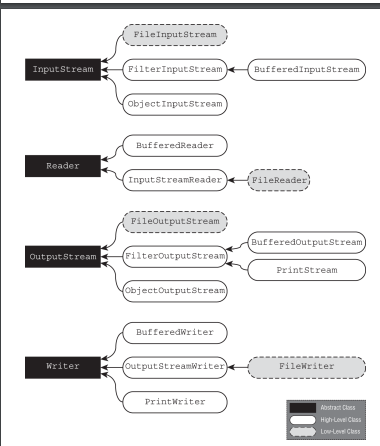 FileInputStream
InputStream
FilterInputStream
BufferedInputStream
ObjectInputStream
BufferedReader
Reader
InputStreamReader
FileReader
FileOutputStream
BufferedOutputStream
OutputStream
FilterOutputStream
PrintStream
ObjectOutputStream
BufferedWriter
Writer
OutputStreamWriter
FileWriter
PrintWriter
Abstract Class
High-Level Class
Low-Level Class